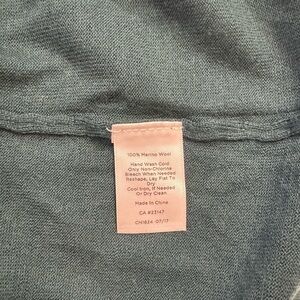 100% Merino Wool
Hand Wash Cold
Only Non-Chlorine
Bleach When Needed
Reshape, Lay Flat To
Dry
Cool Iron, If Needed
Or Dry Clean.
Made In China
CA #23147
CH1624 07/17